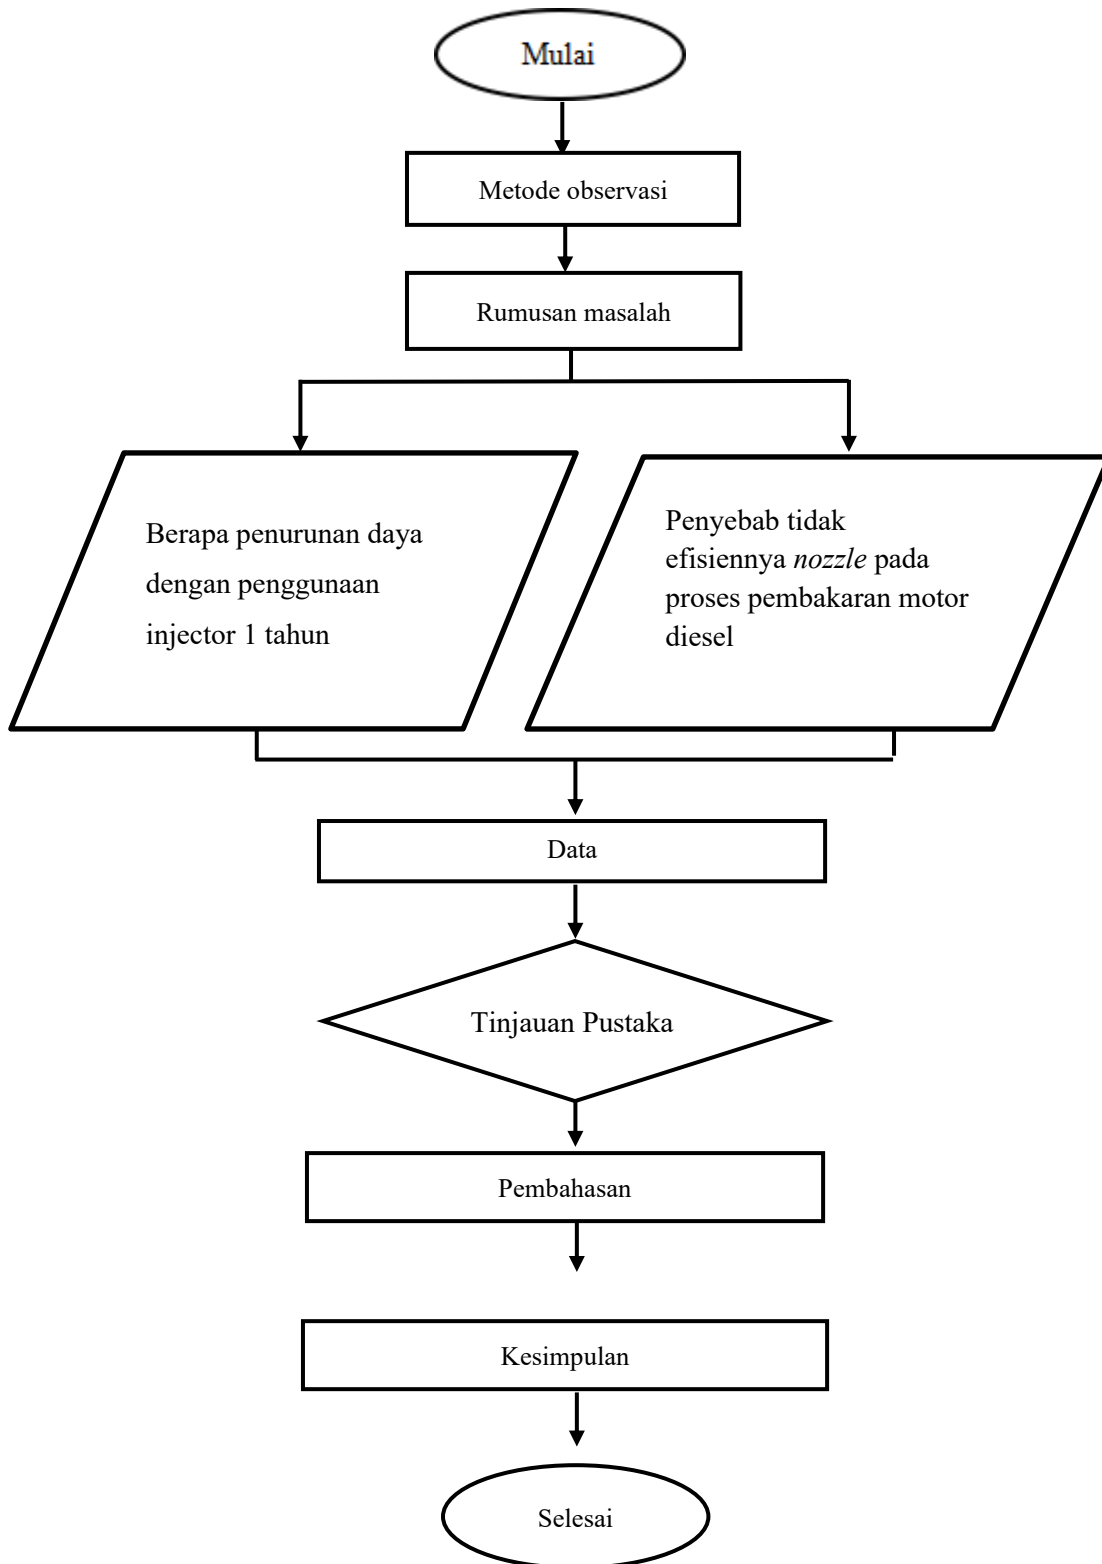 Mulai
Metode observasi
Rumusan masalah
Berapa penurunan daya
dengan penggunaan
injector 1 tahun
Penyebab tidak
efisiennya nozzle pada
proses pembakaran motor
diesel
Data
Tinjauan Pustaka
Pembahasan
Kesimpulan
Selesai